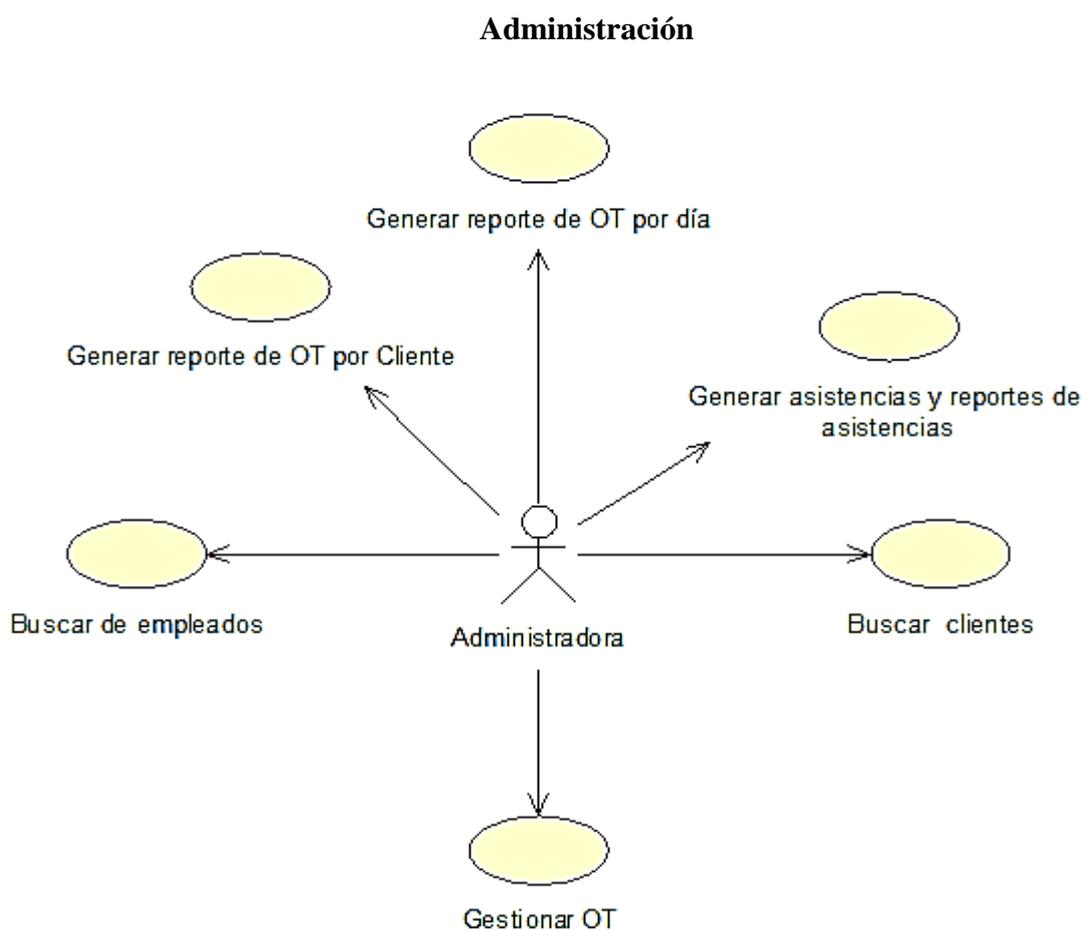 Administración
Generar reporte de OT por día
Generar reporte de OT por Cliente
Generar asistencias y reportes de
asistencias
Buscar de empleados
Administradora
Buscar clientes
Gestionar OT